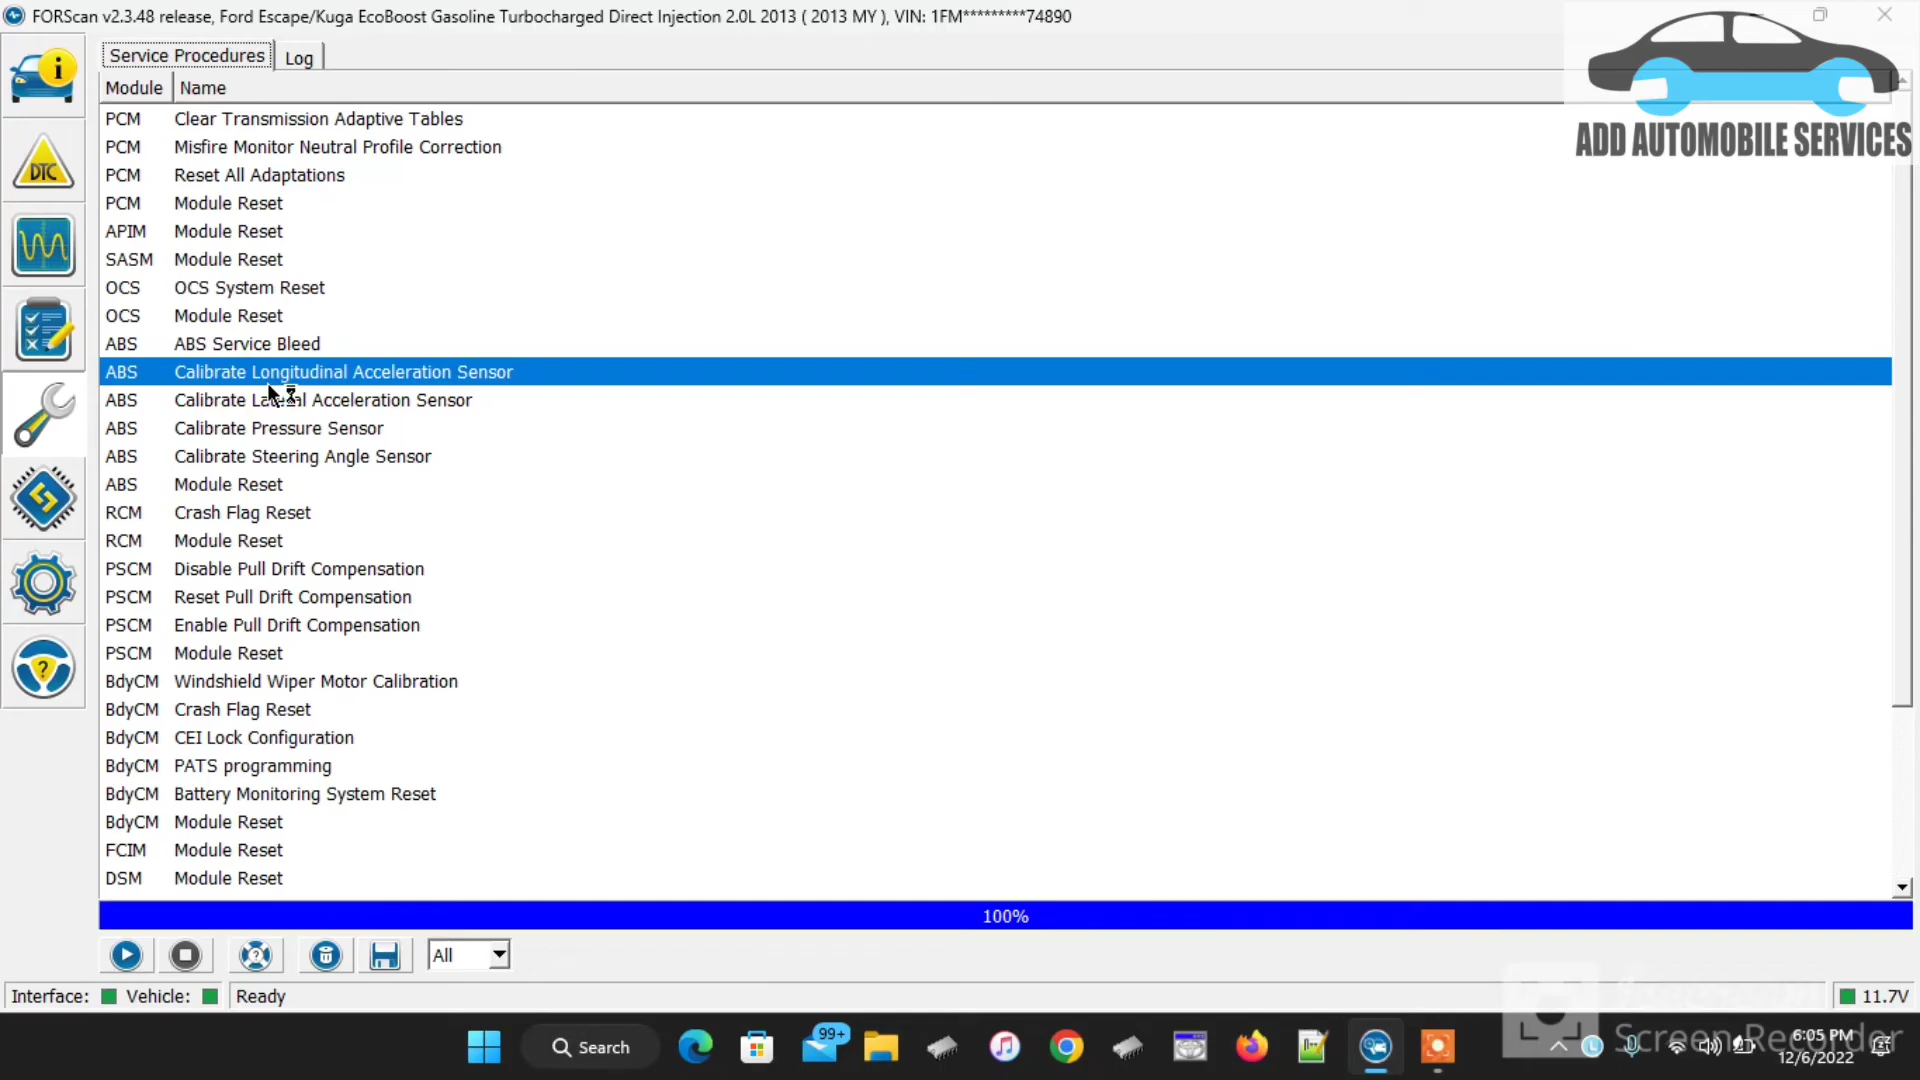 FORScan v2.3.48 release, Ford Escape/Kuga EcoBoost Gasoline Turbocharged Direct Injection 2.0L 2013 ( 2013 MY ), VIN: 1FM*********74890
Service Procedures Log
Module Name
PCM Clear Transmission Adaptive Tables
PCM Misfire Monitor Neutral Profile Correction
PCM Reset All Adaptations
PCM Module Reset
APIM Module Reset
SASM Module Reset
OCS OCS System Reset
OCS Module Reset
ABS ABS Service Bleed
ABS Calibrate Longitudinal Acceleration Sensor
ABS Calibrate Lateral Acceleration Sensor
ABS Calibrate Pressure Sensor
ABS Calibrate Steering Angle Sensor
ABS Module Reset
RCM Crash Flag Reset
RCM Module Reset
PSCM Disable Pull Drift Compensation
PSCM Reset Pull Drift Compensation
PSCM Enable Pull Drift Compensation
PSCM Module Reset
BdyCM Windshield Wiper Motor Calibration
BdyCM Crash Flag Reset
BdyCM CEI Lock Configuration
BdyCM PATS programming
BdyCM Battery Monitoring System Reset
BdyCM Module Reset
FCIM Module Reset
DSM Module Reset
ADD AUTOMOBILE SERVICES
DTC
100%
All
Interface: Vehicle: Ready
11.7V
Search
99+
Screen Recorder
6:05 PM
12/6/2022